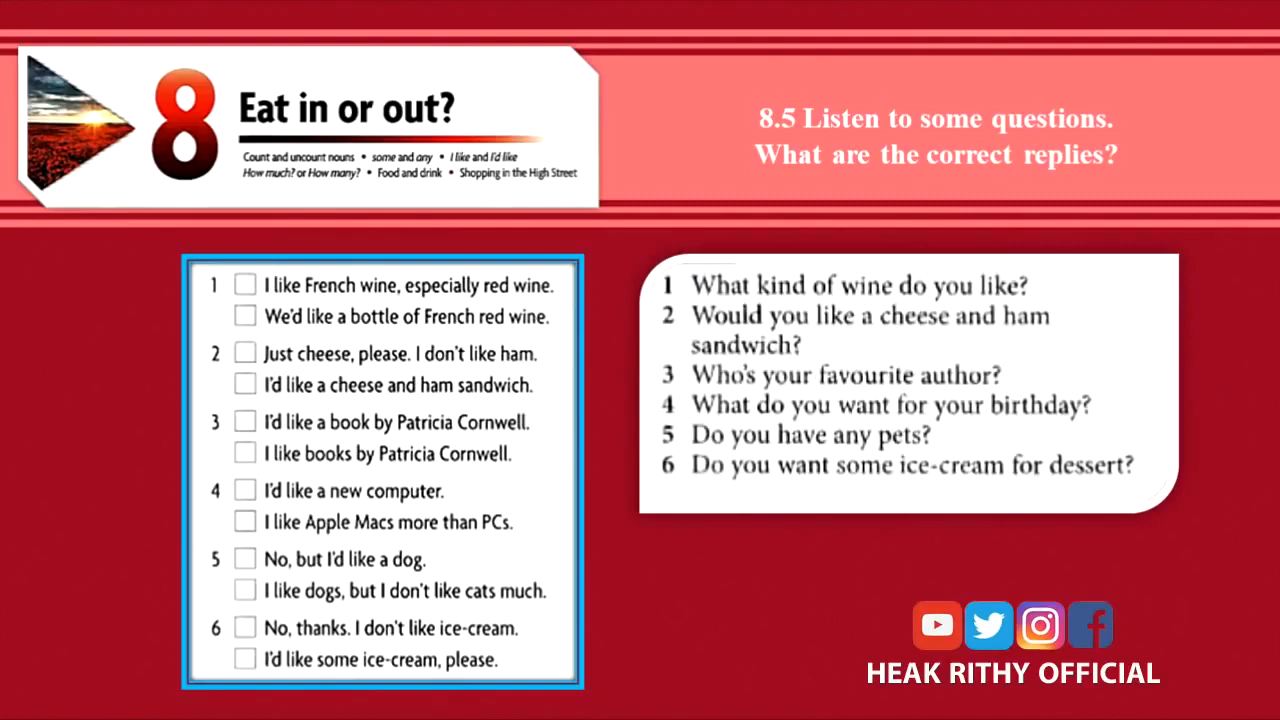 8
Eat in or out?
Count and uncount nouns • some and any • I like and I'd like
How much? or How many? • Food and drink • Shopping in the High Street
8.5 Listen to some questions.
What are the correct replies?
1 I like French wine, especially red wine.
We'd like a bottle of French red wine.
2 Just cheese, please. I don't like ham.
I'd like a cheese and ham sandwich.
3 I'd like a book by Patricia Cornwell.
I like books by Patricia Cornwell.
4 I'd like a new computer.
I like Apple Macs more than PCs.
5 No, but I'd like a dog.
I like dogs, but I don't like cats much.
6 No, thanks. I don't like ice-cream.
I'd like some ice-cream, please.
1 What kind of wine do you like?
2 Would you like a cheese and ham
sandwich?
3 Who's your favourite author?
4 What do you want for your birthday?
5 Do you have any pets?
6 Do you want some ice-cream for dessert?
HEAK RITHY OFFICIAL